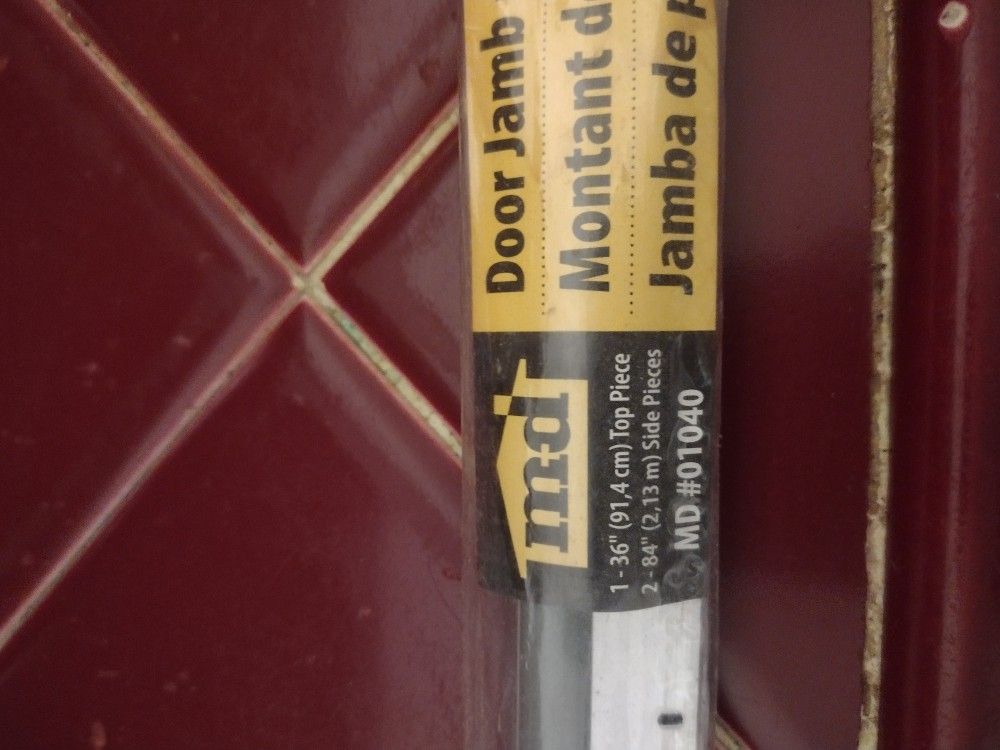 Door Jamb
Montant d
Jamba de
md
1 - 36" (91,4 cm) Top Piece
2 - 84" (2,13 m) Side Pieces
MD #01040